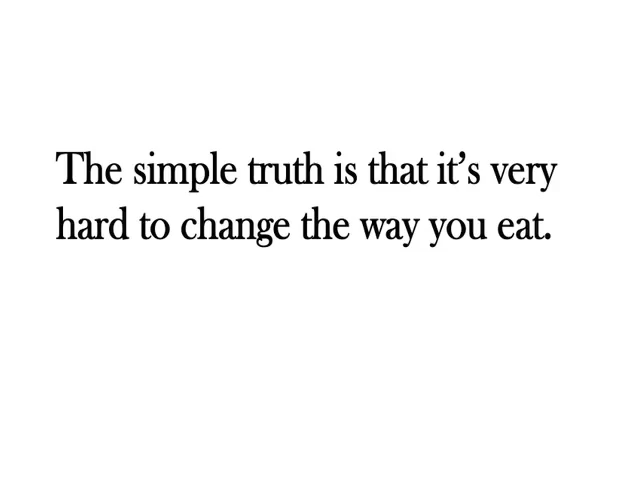 The simple truth is that it’s very
hard to change the way you eat.